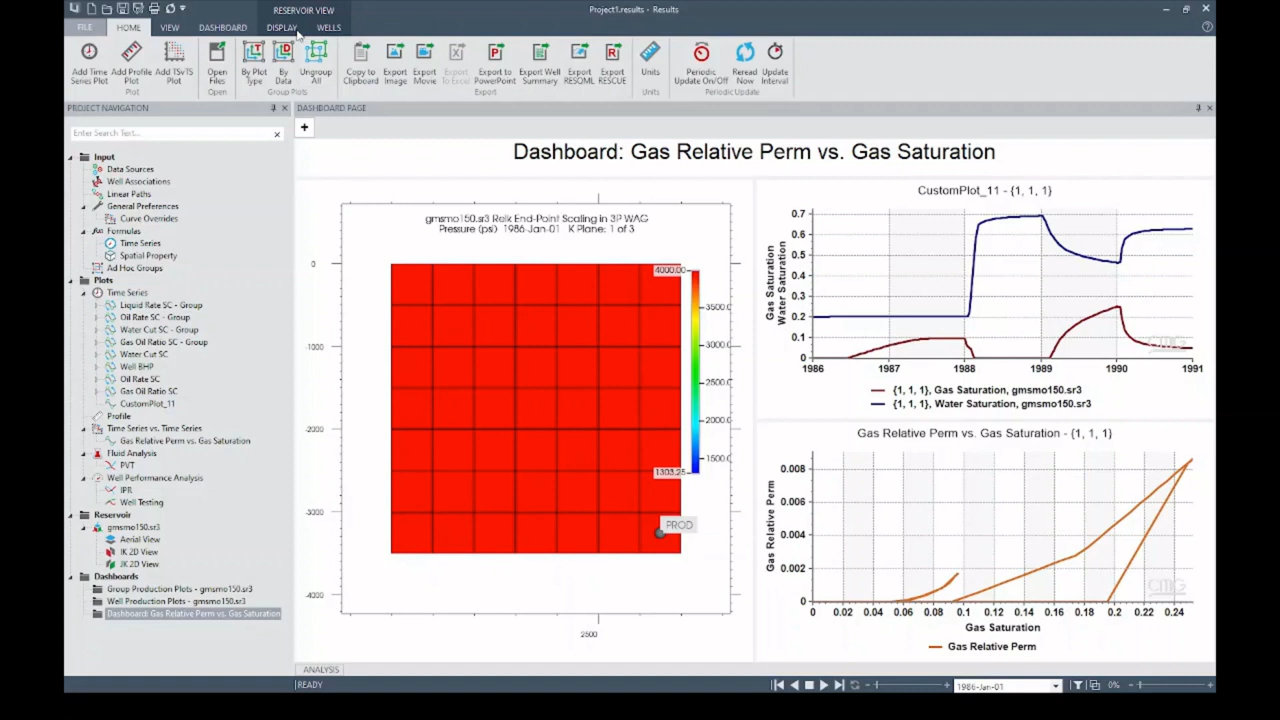 RESERVOIR VIEW
Project1.results - Results
FILE
HOME
VIEW
DASHBOARD
DISPLAY
WELLS
Add Time Series Plot
Add Profile Plot
Add TSvTS Plot
Open Files
By Plot Type
By Data
Ungroup All
Copy to Clipboard
Export Image
Export Movie
Export To Excel
Export to PowerPoint
Export Well Summary
Export RESQML
Export RESCUE
Units
Periodic Update On/Off
Reread Now
Update Interval
Plot
Open
Group Plots
Export
Units
Periodic Update
PROJECT NAVIGATION
DASHBOARD PAGE
Enter Search Text...
Input
Data Sources
Well Associations
Linear Paths
General Preferences
Curve Overrides
Formulas
Time Series
Spatial Property
Ad Hoc Groups
Plots
Time Series
Liquid Rate SC - Group
Oil Rate SC - Group
Water Cut SC - Group
Gas Oil Ratio SC - Group
Water Cut SC
Well BHP
Oil Rate SC
Gas Oil Ratio SC
CustomPlot_11
Profile
Time Series vs. Time Series
Gas Relative Perm vs. Gas Saturation
Fluid Analysis
PVT
Well Performance Analysis
IPR
Well Testing
Reservoir
gmsmo150.sr3
Aerial View
IK 2D View
JK 2D View
Dashboards
Group Production Plots - gmsmo150.sr3
Well Production Plots - gmsmo150.sr3
Dashboard: Gas Relative Perm vs. Gas Saturation
Dashboard: Gas Relative Perm vs. Gas Saturation
gmsmo150.sr3 Relk End-Point Scaling in 3P WAG
Pressure (psi) 1986-Jan-01 K Plane: 1 of 3
0
-1000
-2000
-3000
-4000
2500
4000.00
3500.0
3000.0
2500.0
2000.0
1500.0
1303.25
PROD
CustomPlot_11 - {1, 1, 1}
Gas Saturation
Water Saturation
0.7
0.6
0.5
0.4
0.3
0.2
0.1
0
1986 1987 1988 1989 1990 1991
CMG
{1, 1, 1}, Gas Saturation, gmsmo150.sr3
{1, 1, 1}, Water Saturation, gmsmo150.sr3
Gas Relative Perm vs. Gas Saturation - {1, 1, 1}
Gas Relative Perm
0.008
0.006
0.004
0.002
0
0 0.02 0.04 0.06 0.08 0.1 0.12 0.14 0.16 0.18 0.2 0.22 0.24
CMG
Gas Saturation
Gas Relative Perm
ANALYSIS
READY
1986-Jan-01
0%